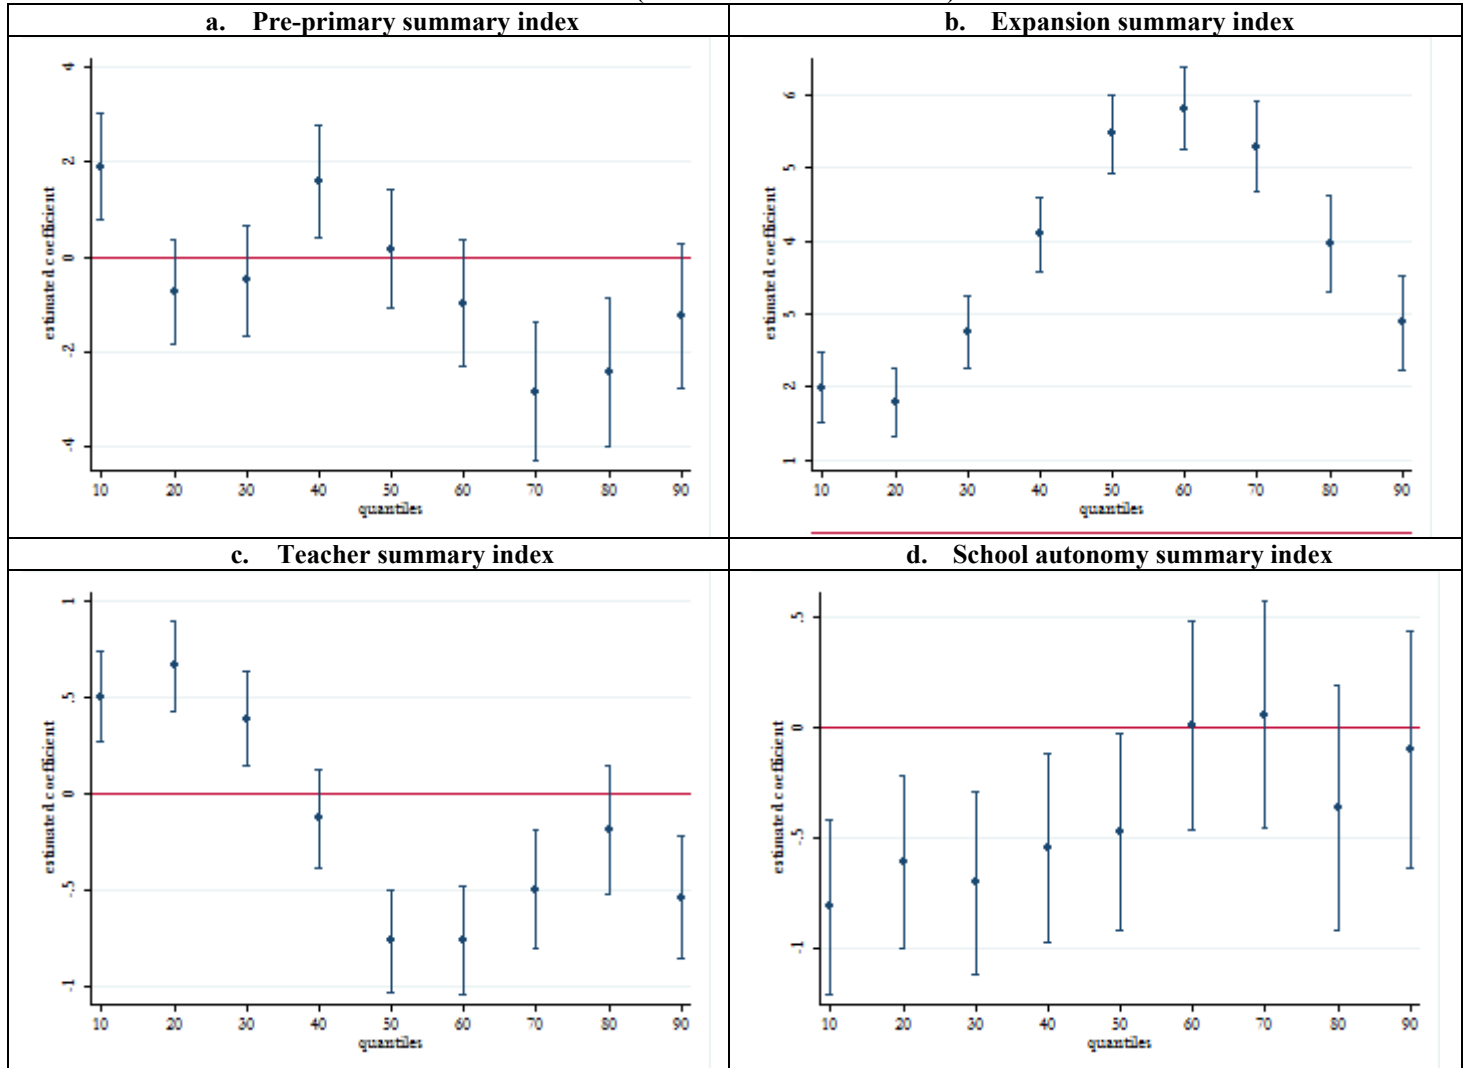 a. Pre-primary summary index
4
2
0
-2
-4
estimated coefficient
10 20 30 40 50 60 70 80 90
quantiles
b. Expansion summary index
6
5
4
3
2
1
estimated coefficient
10 20 30 40 50 60 70 80 90
quantiles
c. Teacher summary index
1
.5
0
-.5
-1
estimated coefficient
10 20 30 40 50 60 70 80 90
quantiles
d. School autonomy summary index
.5
0
-.5
-1
estimated coefficient
10 20 30 40 50 60 70 80 90
quantiles